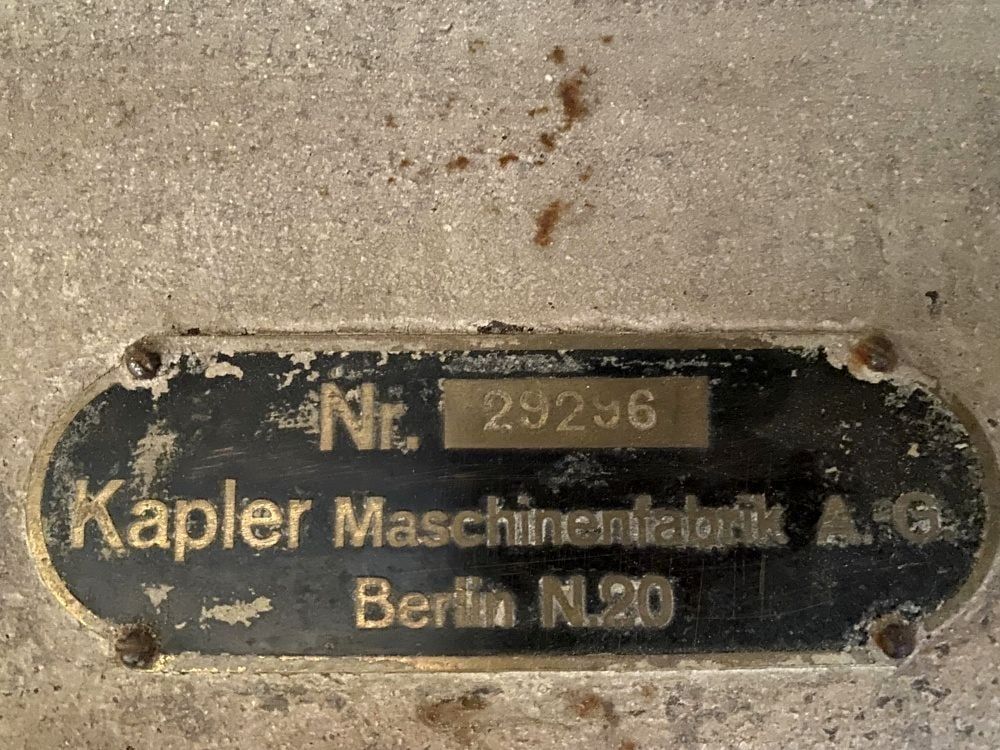 Nr. 29296
Kapler Maschinenfabrik A.-G.
Berlin N.20